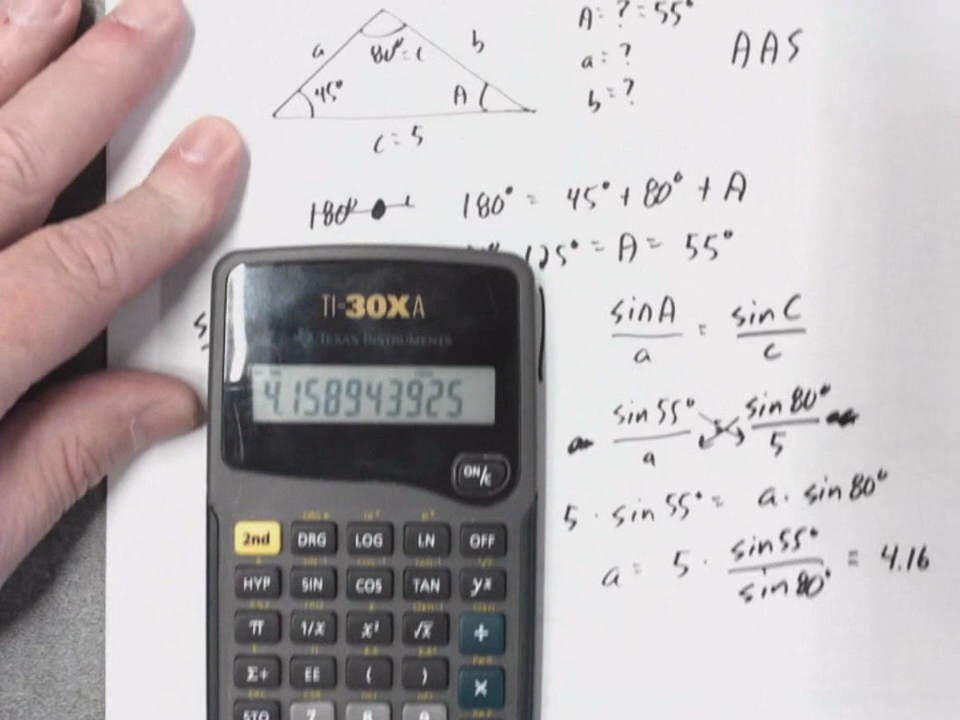 A = ? = 55°
a = ?
b = ?
AAS
a
80° = C
b
45°
A
c = 5
180°
180° = 45° + 80° + A
125° = A = 55°
sin A / a = sin C / c
sin 55° / a = sin 80° / 5
5 · sin 55° = a · sin 80°
a = 5 · sin 55° / sin 80° = 4.16
TI-30XA
TEXAS INSTRUMENTS
4.158943925
ON/C
2nd DRG LOG LN OFF
HYP SIN COS TAN yˣ
π 1/x x² √x ÷
Σ+ EE ( ) ×
STO 7 8 9